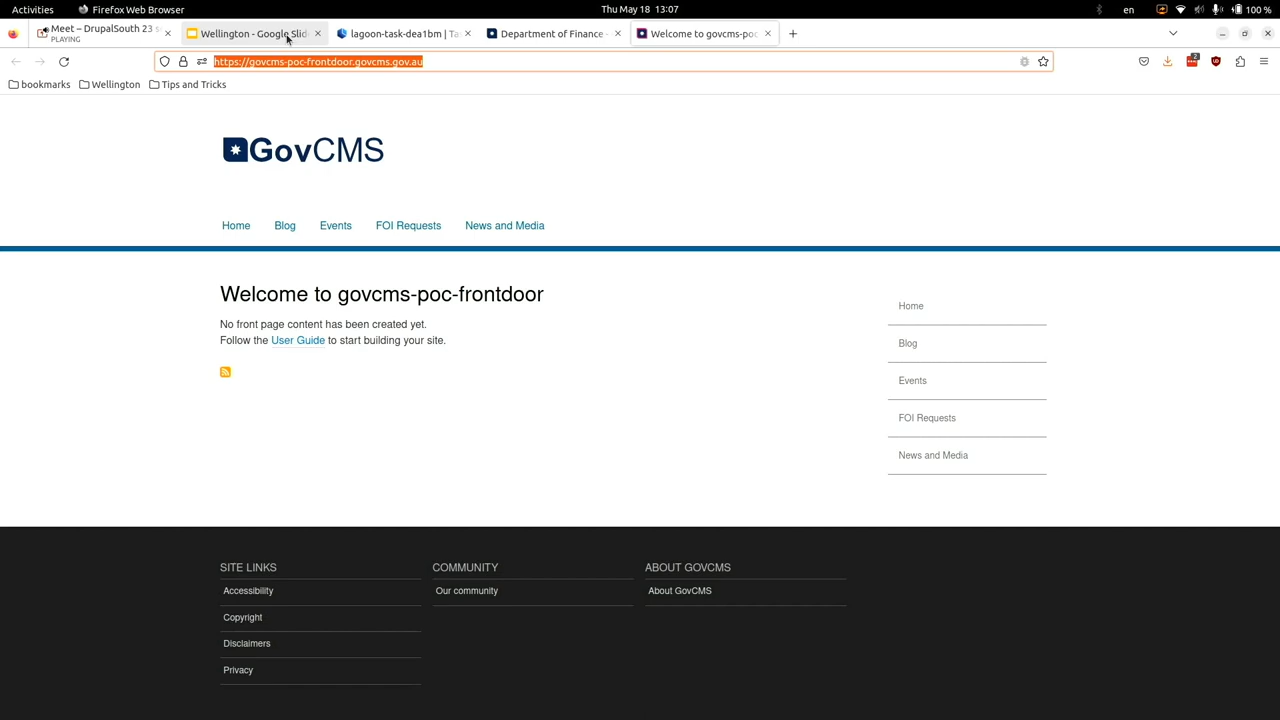 Activities
Firefox Web Browser
Thu May 18 13:07
en
100 %
Meet – DrupalSouth 23 s
PLAYING
Wellington - Google Slid
lagoon-task-dea1bm | Ta
Department of Finance -
Welcome to govcms-poc-
https://govcms-poc-frontdoor.govcms.gov.au
2
bookmarks
Wellington
Tips and Tricks
GovCMS
Home
Blog
Events
FOI Requests
News and Media
Welcome to govcms-poc-frontdoor
No front page content has been created yet.
Follow the User Guide to start building your site.
Home
Blog
Events
FOI Requests
News and Media
SITE LINKS
Accessibility
Copyright
Disclaimers
Privacy
COMMUNITY
Our community
ABOUT GOVCMS
About GovCMS